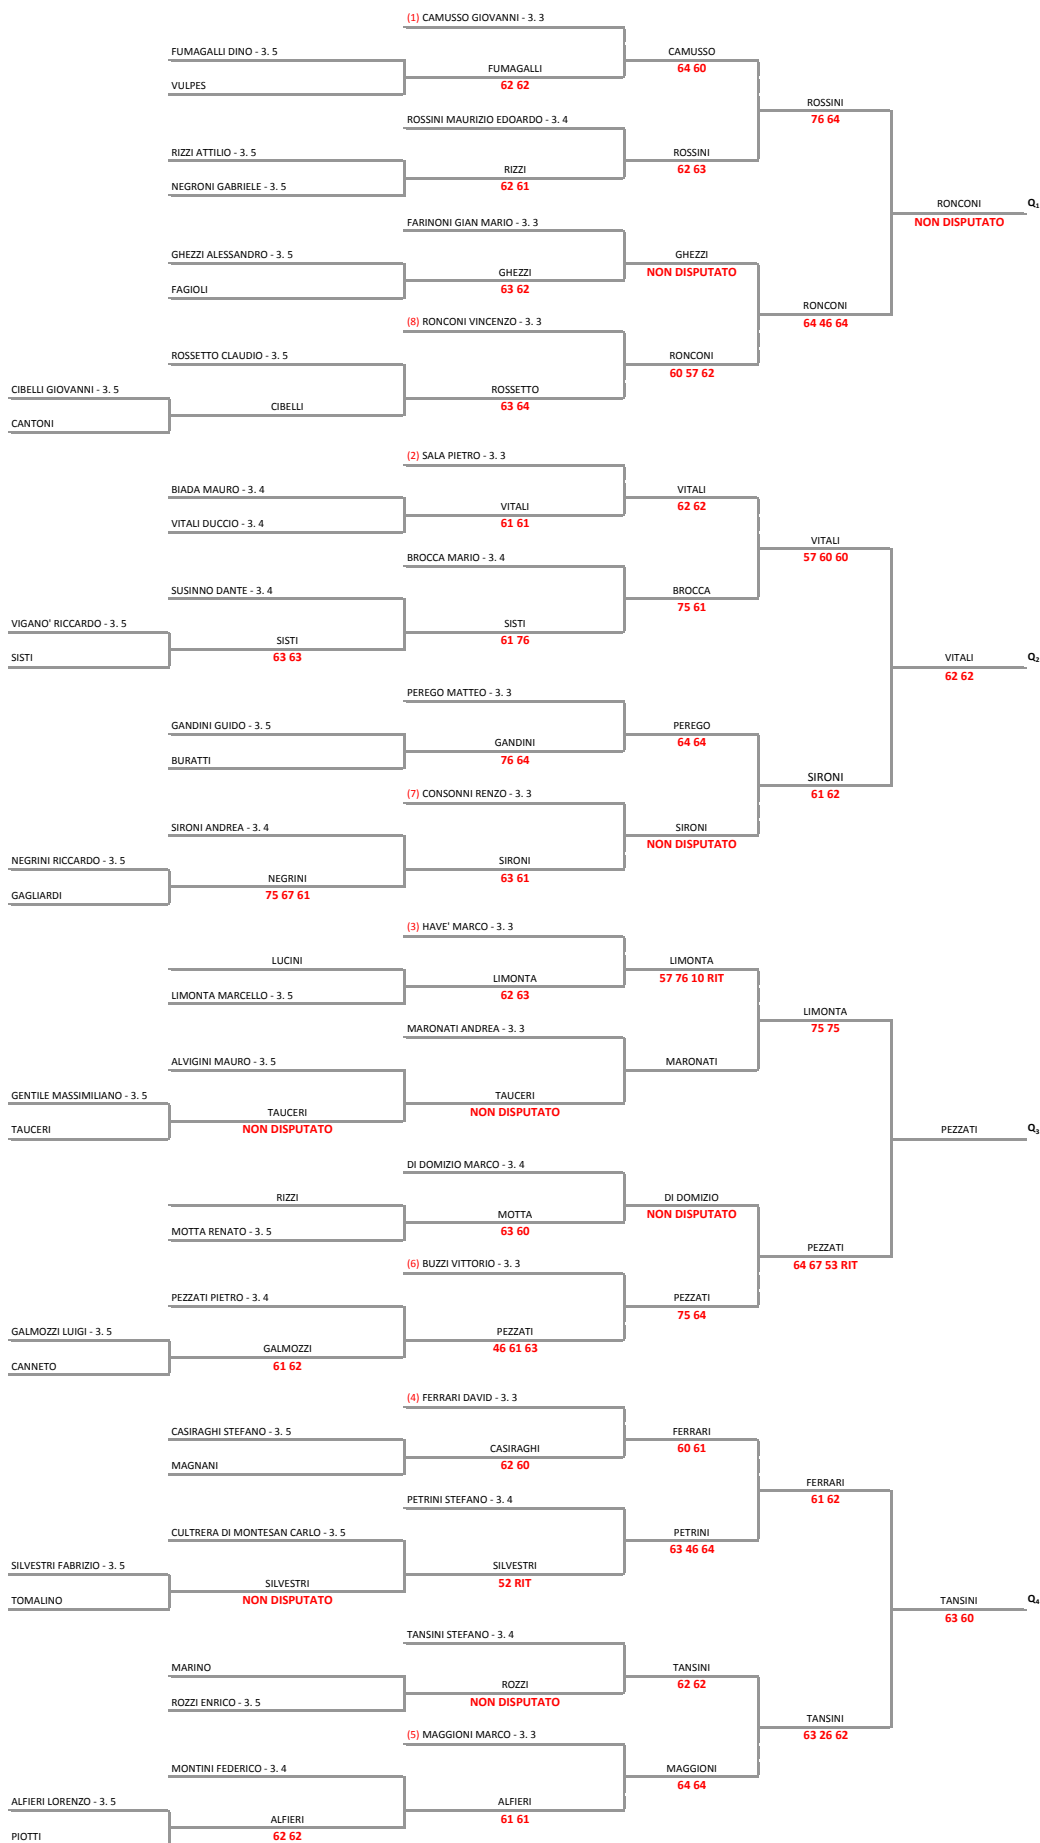 (1) CAMUSSO GIOVANNI - 3. 3
FUMAGALLI DINO - 3. 5
CAMUSSO
64 60
FUMAGALLI
62 62
VULPES
ROSSINI
76 64
ROSSINI MAURIZIO EDOARDO - 3. 4
RIZZI ATTILIO - 3. 5
ROSSINI
62 63
RIZZI
62 61
NEGRONI GABRIELE - 3. 5
RONCONI
Q1
NON DISPUTATO
FARINONI GIAN MARIO - 3. 3
GHEZZI ALESSANDRO - 3. 5
GHEZZI
NON DISPUTATO
GHEZZI
63 62
FAGIOLI
RONCONI
64 46 64
(8) RONCONI VINCENZO - 3. 3
ROSSETTO CLAUDIO - 3. 5
RONCONI
60 57 62
CIBELLI GIOVANNI - 3. 5
ROSSETTO
63 64
CIBELLI
CANTONI
(2) SALA PIETRO - 3. 3
BIADA MAURO - 3. 4
VITALI
62 62
VITALI
61 61
VITALI DUCCIO - 3. 4
VITALI
57 60 60
BROCCA MARIO - 3. 4
SUSINNO DANTE - 3. 4
BROCCA
75 61
VIGANO' RICCARDO - 3. 5
SISTI
61 76
SISTI
63 63
SISTI
VITALI
Q2
62 62
PEREGO MATTEO - 3. 3
GANDINI GUIDO - 3. 5
PEREGO
64 64
GANDINI
76 64
BURATTI
SIRONI
61 62
(7) CONSONNI RENZO - 3. 3
SIRONI ANDREA - 3. 4
SIRONI
NON DISPUTATO
NEGRINI RICCARDO - 3. 5
SIRONI
63 61
NEGRINI
75 67 61
GAGLIARDI
(3) HAVE' MARCO - 3. 3
LUCINI
LIMONTA
57 76 10 RIT
LIMONTA
62 63
LIMONTA MARCELLO - 3. 5
LIMONTA
75 75
MARONATI ANDREA - 3. 3
ALVIGINI MAURO - 3. 5
MARONATI
GENTILE MASSIMILIANO - 3. 5
TAUCERI
NON DISPUTATO
TAUCERI
NON DISPUTATO
TAUCERI
PEZZATI
Q3
DI DOMIZIO MARCO - 3. 4
RIZZI
DI DOMIZIO
NON DISPUTATO
MOTTA
63 60
MOTTA RENATO - 3. 5
PEZZATI
64 67 53 RIT
(6) BUZZI VITTORIO - 3. 3
PEZZATI PIETRO - 3. 4
PEZZATI
75 64
GALMOZZI LUIGI - 3. 5
PEZZATI
46 61 63
GALMOZZI
61 62
CANNETO
(4) FERRARI DAVID - 3. 3
CASIRAGHI STEFANO - 3. 5
FERRARI
60 61
CASIRAGHI
62 60
MAGNANI
FERRARI
61 62
PETRINI STEFANO - 3. 4
CULTRERA DI MONTESAN CARLO - 3. 5
PETRINI
63 46 64
SILVESTRI FABRIZIO - 3. 5
SILVESTRI
52 RIT
SILVESTRI
NON DISPUTATO
TOMALINO
TANSINI
Q4
63 60
TANSINI STEFANO - 3. 4
MARINO
TANSINI
62 62
ROZZI
NON DISPUTATO
ROZZI ENRICO - 3. 5
TANSINI
63 26 62
(5) MAGGIONI MARCO - 3. 3
MONTINI FEDERICO - 3. 4
MAGGIONI
64 64
ALFIERI LORENZO - 3. 5
ALFIERI
61 61
ALFIERI
62 62
PIOTTI